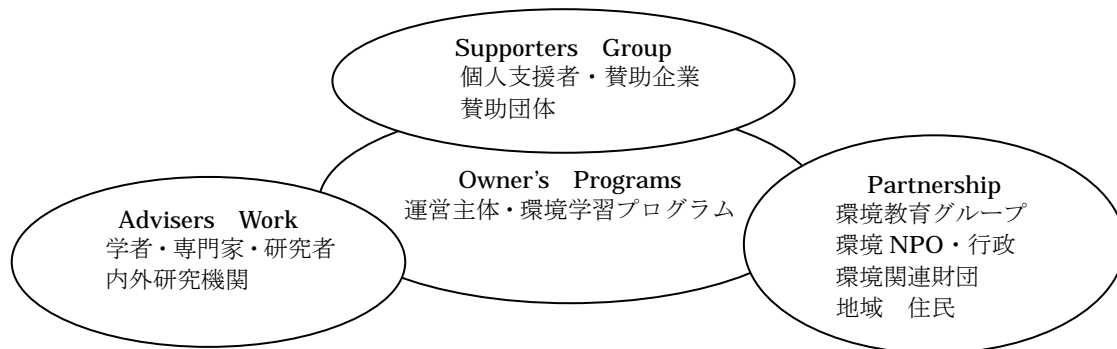 Supporters Group
個人支援者・賛助企業
賛助団体
Owner's Programs
運営主体・環境学習プログラム
Advisers Work
学者・専門家・研究者
内外研究機関
Partnership
環境教育グループ
環境 NPO・行政
環境関連財団
地域 住民